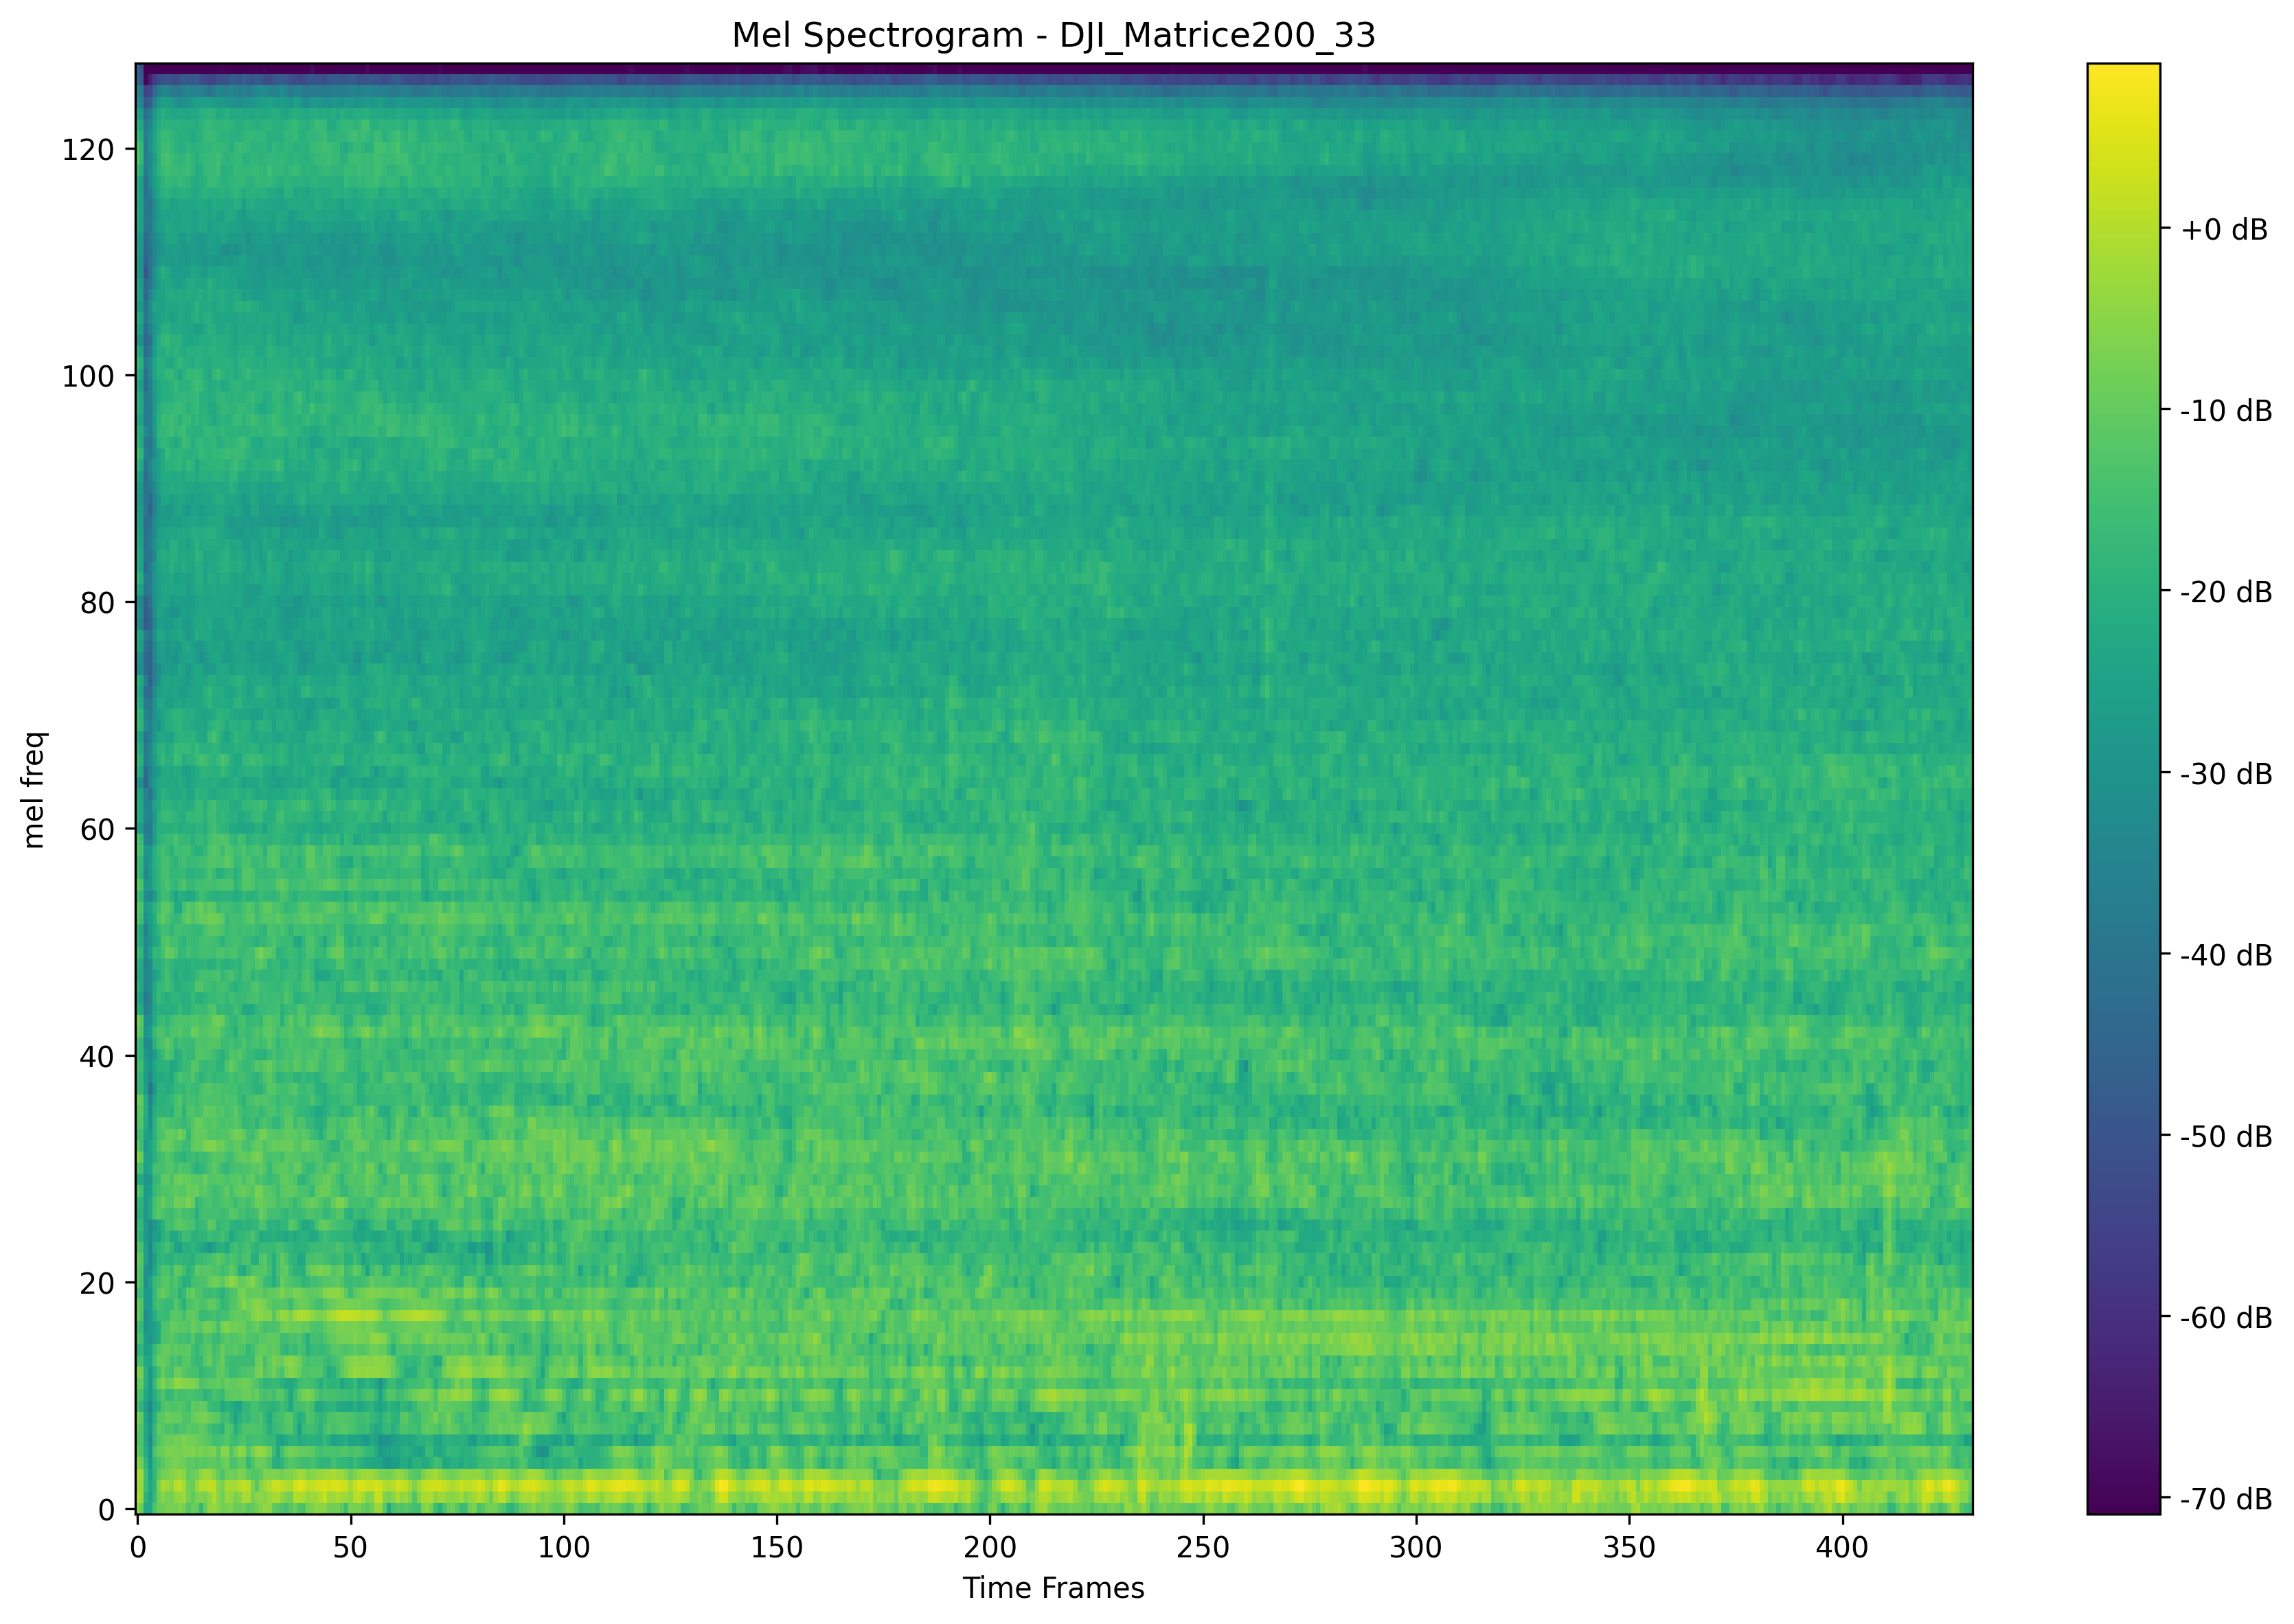 Mel Spectrogram - DJI_Matrice200_33
mel freq
120
100
80
60
40
20
0
0 50 100 150 200 250 300 350 400
Time Frames
+0 dB
-10 dB
-20 dB
-30 dB
-40 dB
-50 dB
-60 dB
-70 dB